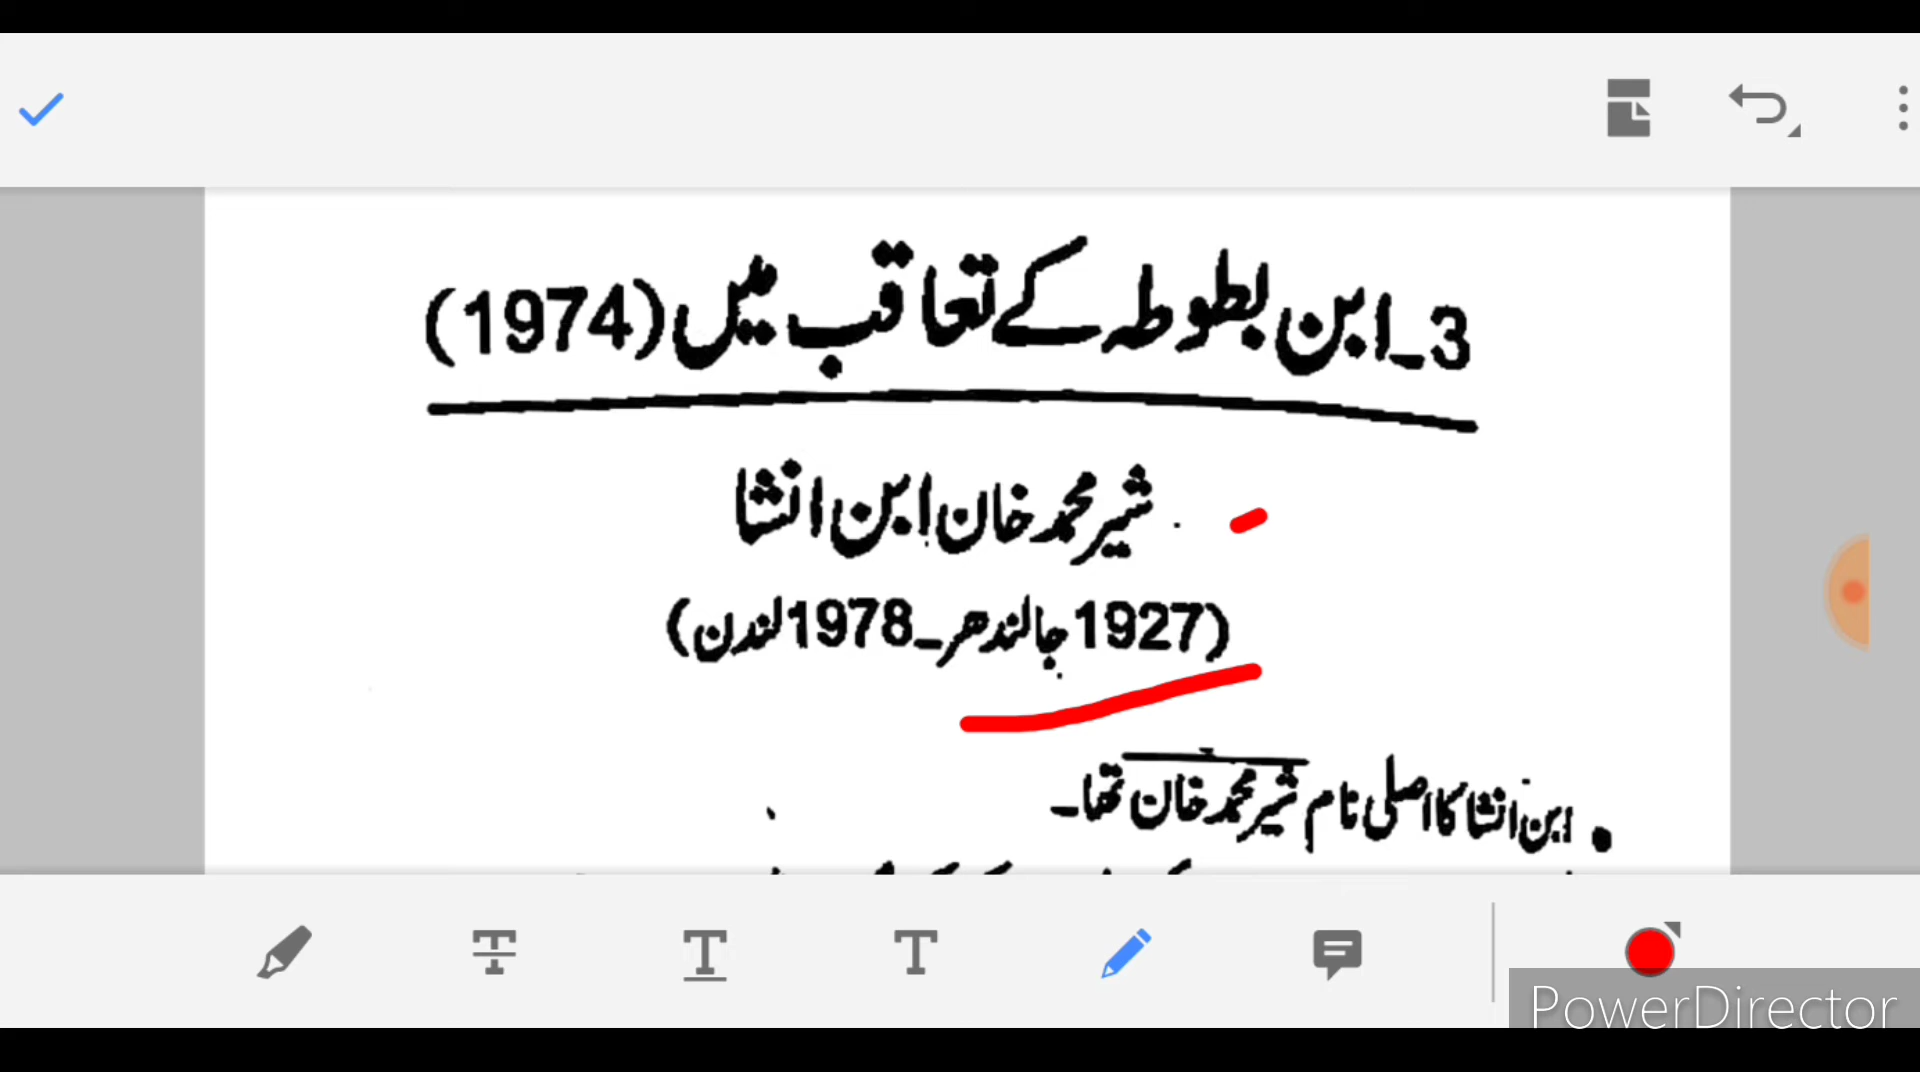 3۔ابن بطوطہ کے تعاقب میں (1974)
شیر محمد خان ابن انشا
(1927 جالندھر۔1978 لندن)
• ابن انشا کا اصلی نام شیر محمد خان تھا۔
T T T
PowerDirector